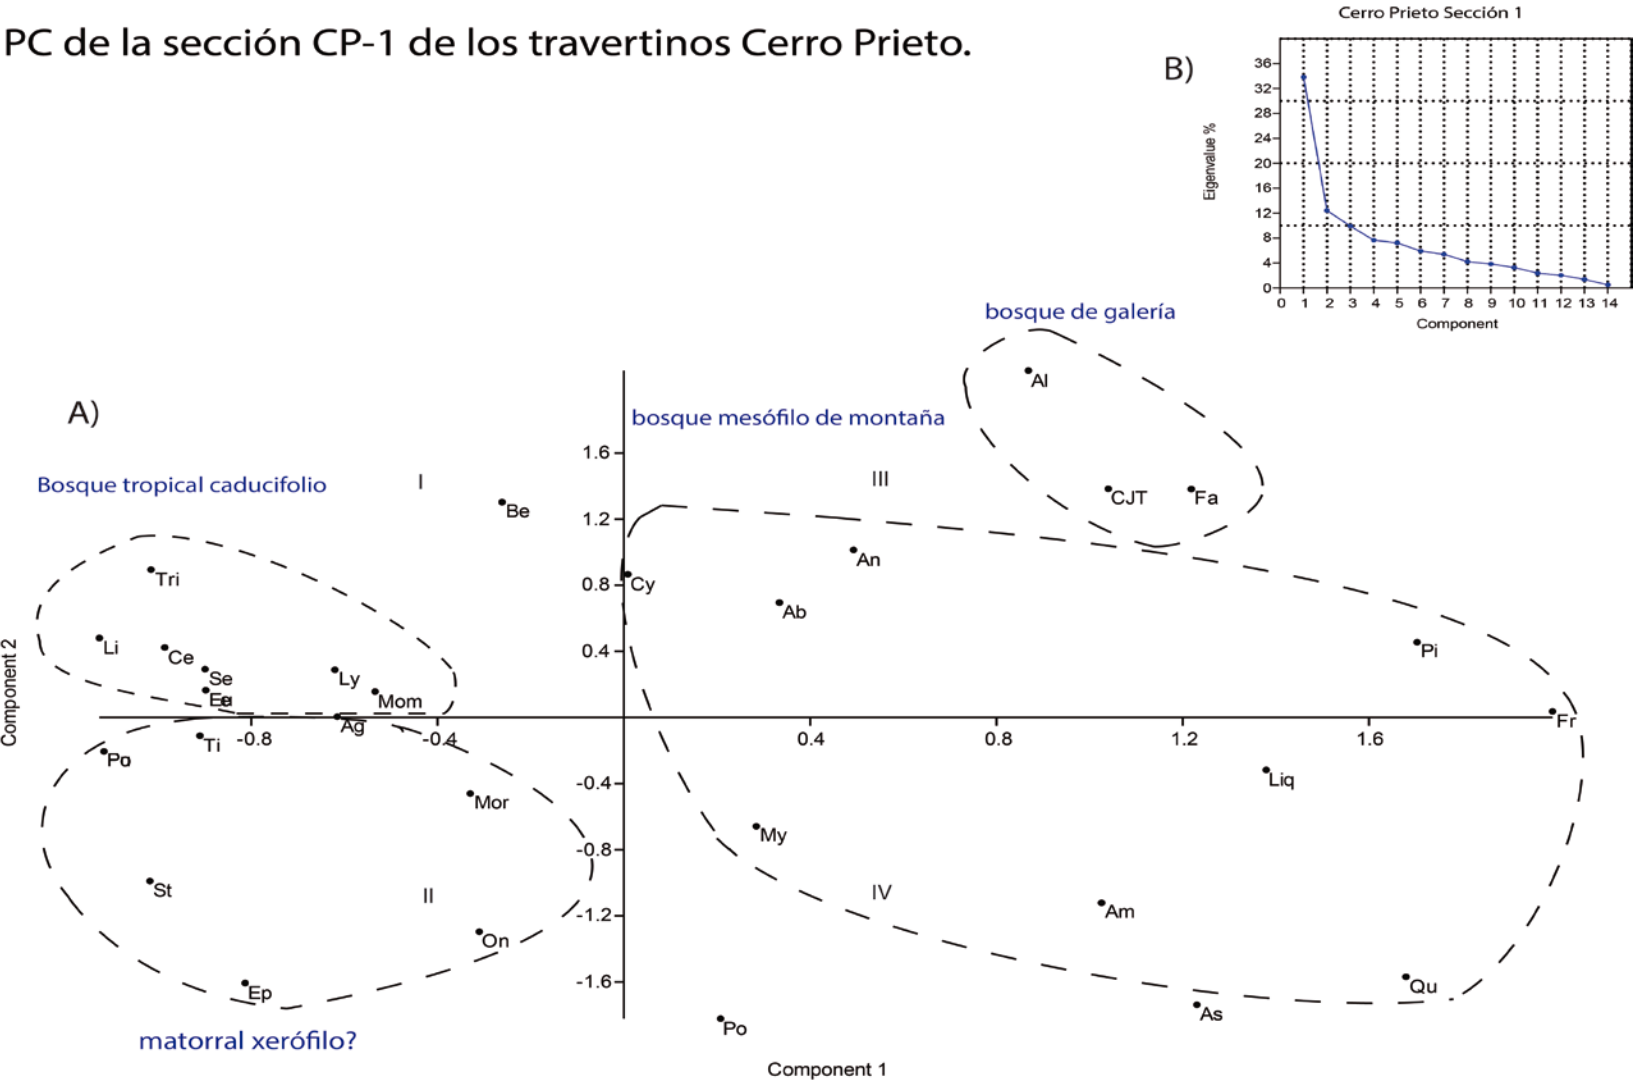 PC de la sección CP-1 de los travertinos Cerro Prieto.
Cerro Prieto Sección 1
B)
Eigenvalue %
36
32
28
24
20
16
12
8
4
0
0 1 2 3 4 5 6 7 8 9 10 11 12 13 14
Component
A)
bosque de galería
Al
bosque mesófilo de montaña
1.6
Bosque tropical caducifolio
I
III
CJT
Fa
Be
1.2
An
Tri
0.8
Cy
Ab
Component 2
Li
Ce
0.4
Pi
Se
Ly
Eu
Mom
Ag
Fr
-0.8
-0.4
0.4
0.8
1.2
1.6
Ti
Po
-0.4
Liq
Mor
My
-0.8
St
II
IV
Am
-1.2
On
-1.6
Ep
Qu
As
Po
matorral xerófilo?
Component 1